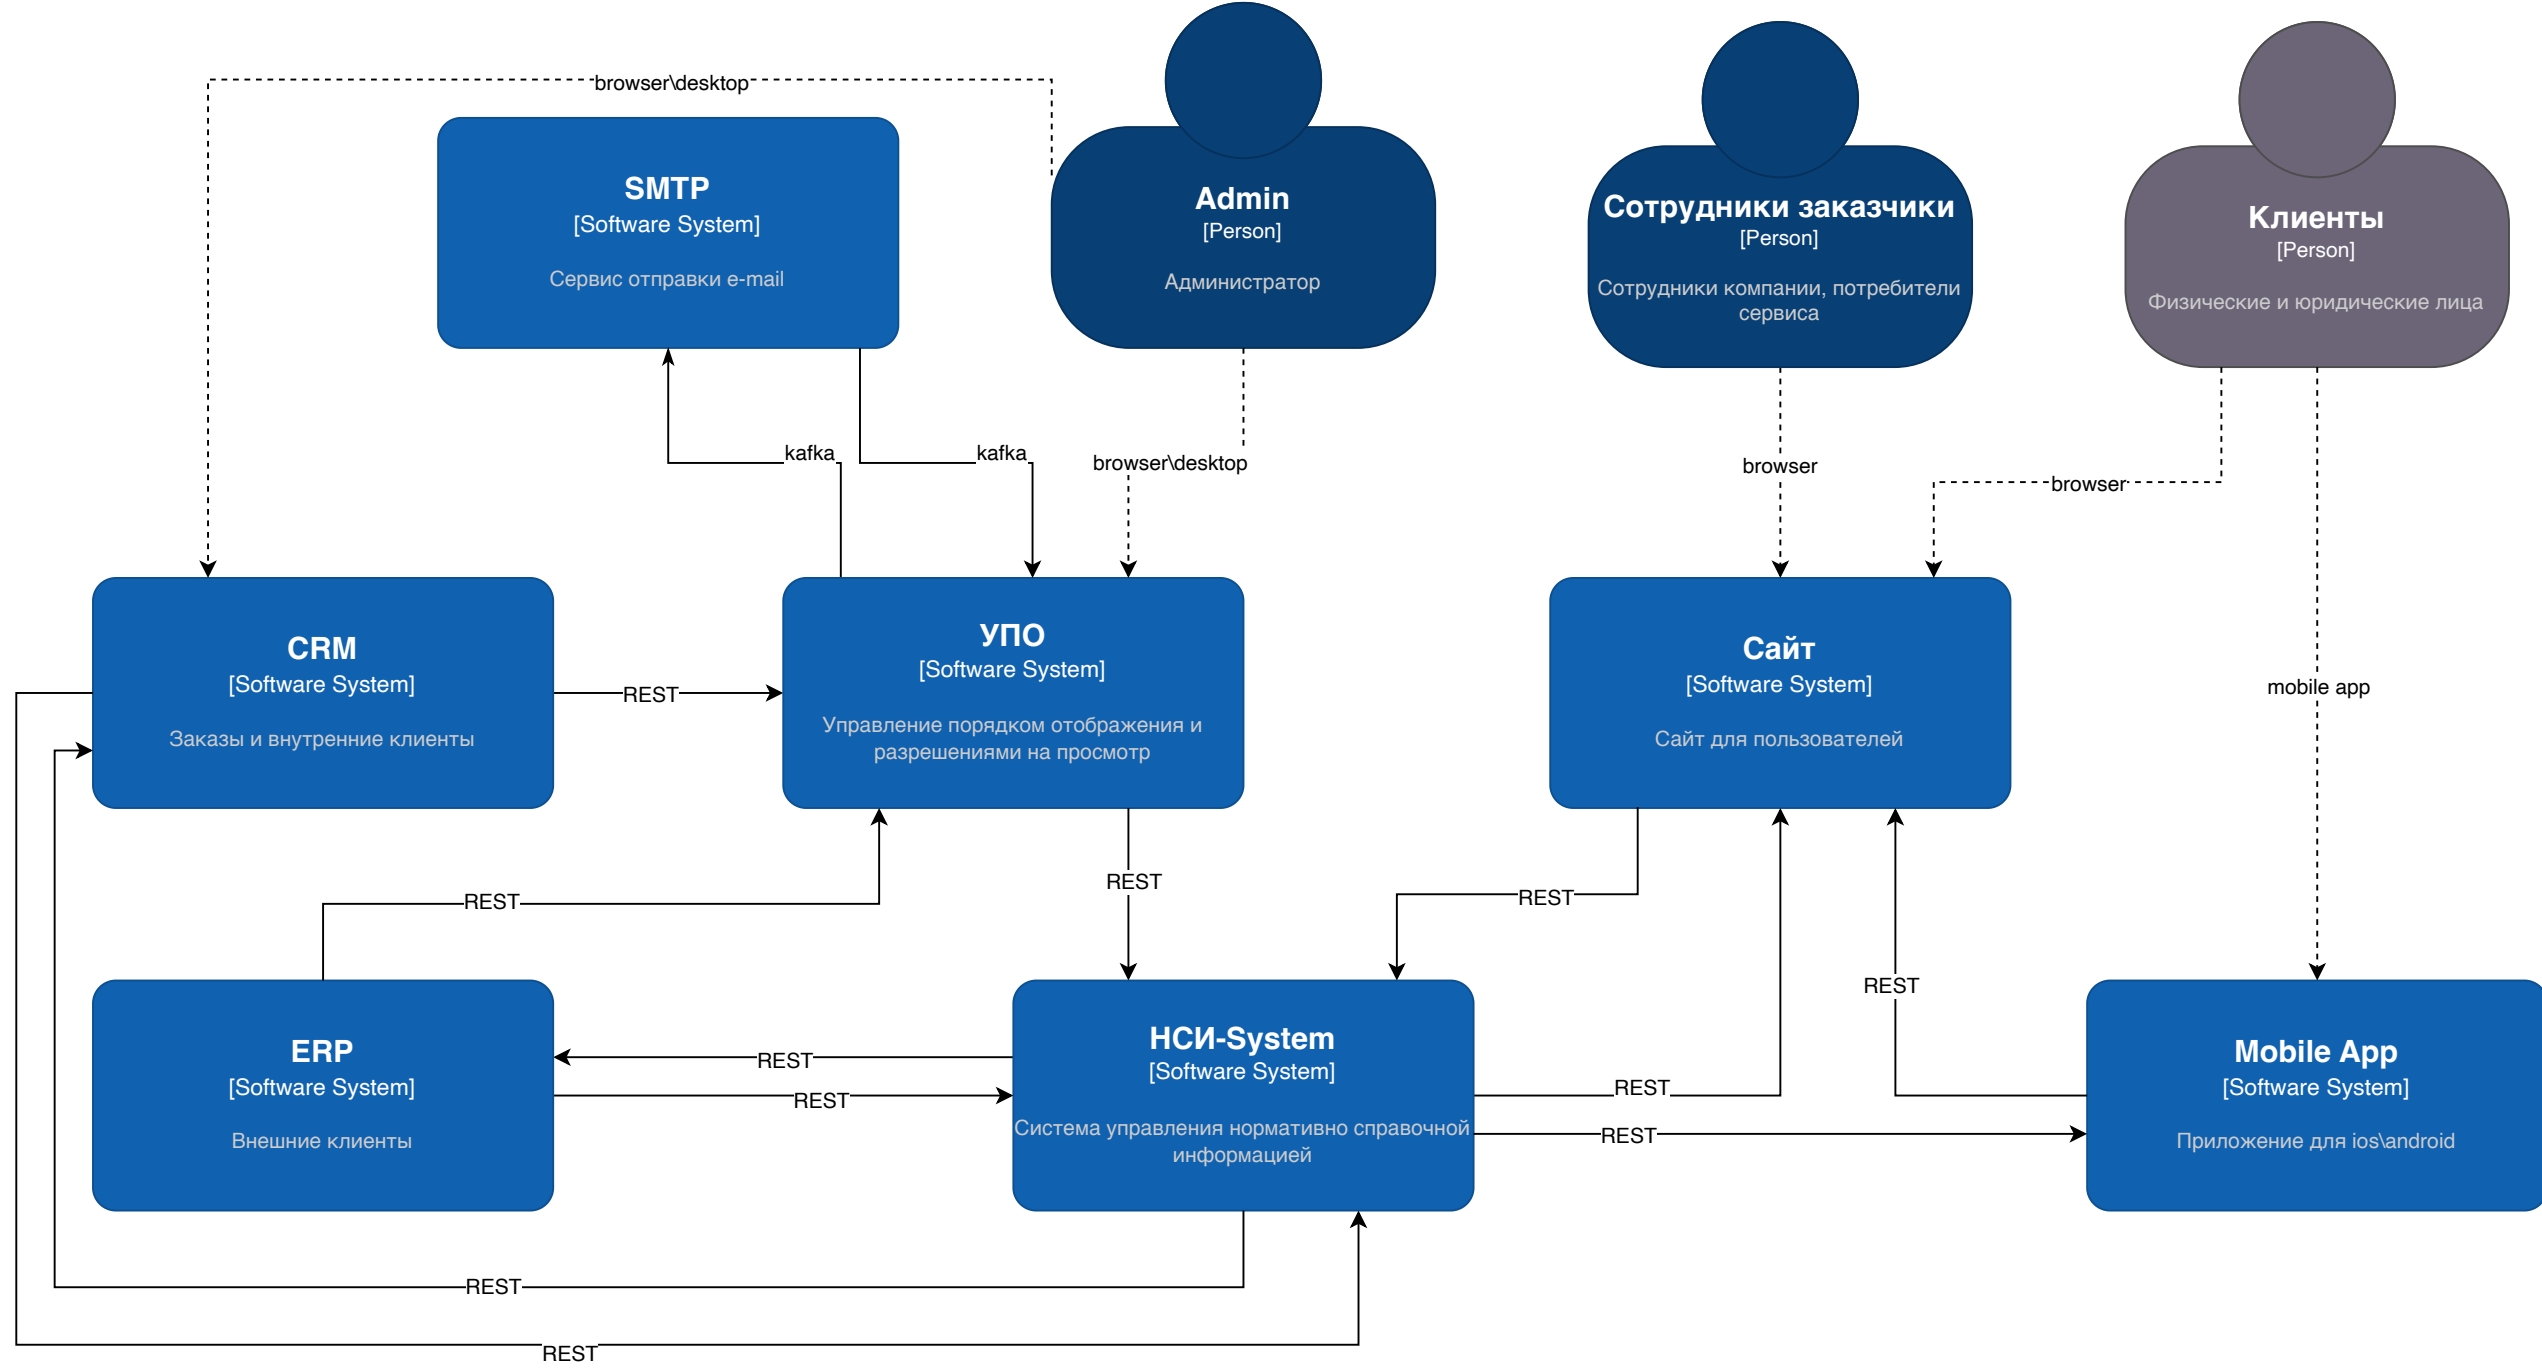 browser\desktop
SMTP
[Software System]
Сервис отправки e-mail
Admin
[Person]
Администратор
Сотрудники заказчики
[Person]
Сотрудники компании, потребители
сервиса
Клиенты
[Person]
Физические и юридические лица
kafka
kafka
browser\desktop
browser
browser
CRM
[Software System]
Заказы и внутренние клиенты
REST
УПО
[Software System]
Управление порядком отображения и
разрешениями на просмотр
Сайт
[Software System]
Сайт для пользователей
mobile app
REST
REST
REST
REST
ERP
[Software System]
Внешние клиенты
REST
REST
НСИ-System
[Software System]
Система управления нормативно справочной
информацией
REST
REST
Mobile App
[Software System]
Приложение для ios\android
REST
REST